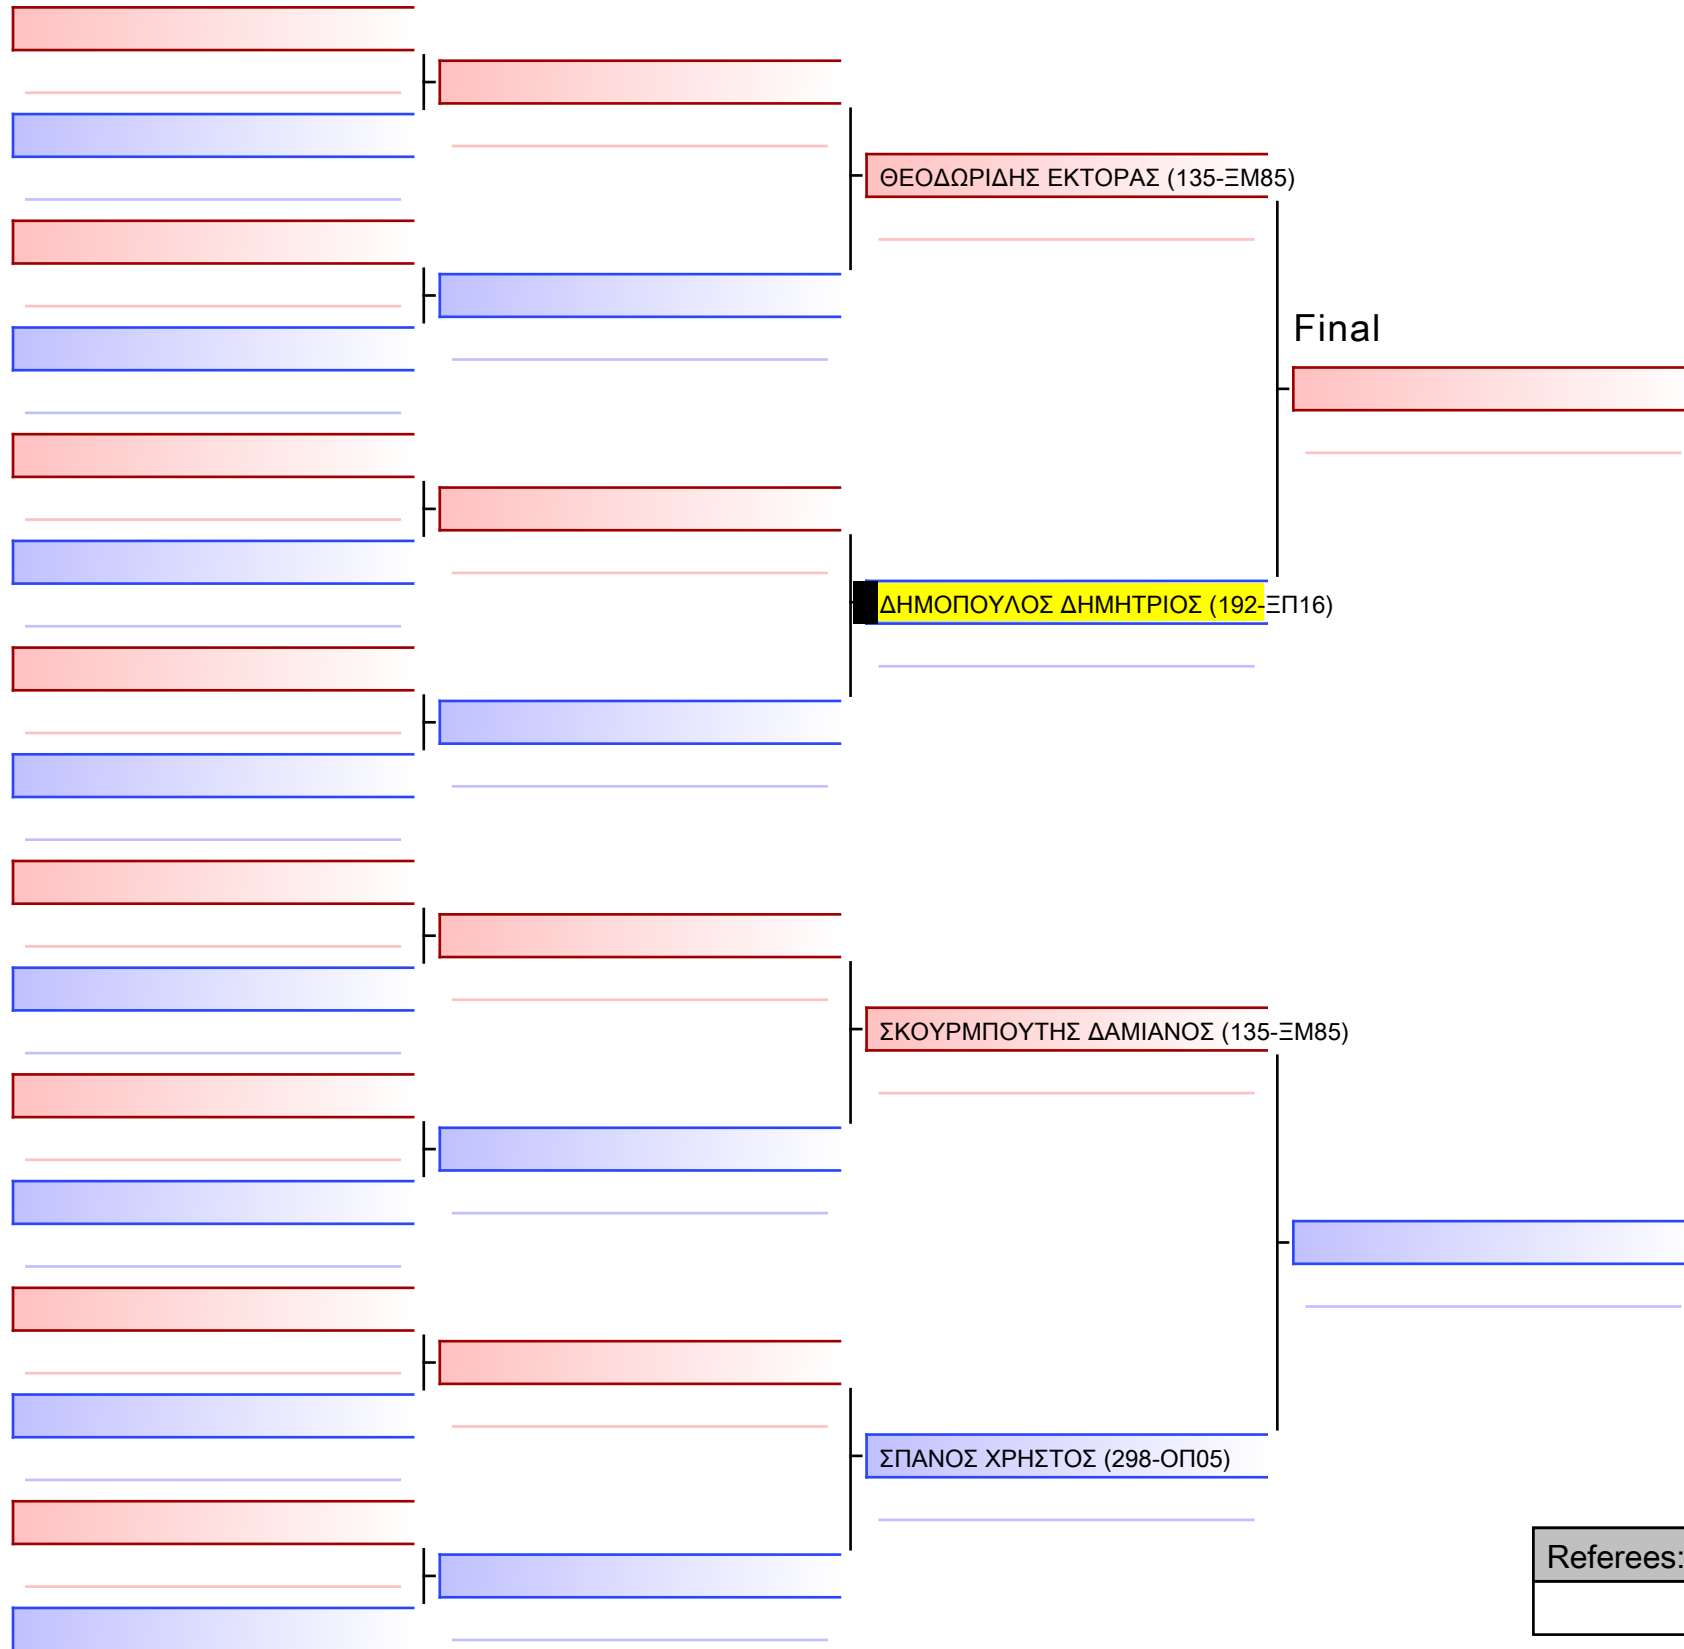 ΘΕΟΔΩΡΙΔΗΣ ΕΚΤΟΡΑΣ (135-ΞΜ85)
Final
ΔΗΜΟΠΟΥΛΟΣ ΔΗΜΗΤΡΙΟΣ (192-ΞΠ16)
ΣΚΟΥΡΜΠΟΥΤΗΣ ΔΑΜΙΑΝΟΣ (135-ΞΜ85)
ΣΠΑΝΟΣ ΧΡΗΣΤΟΣ (298-ΟΠ05)
Referees: